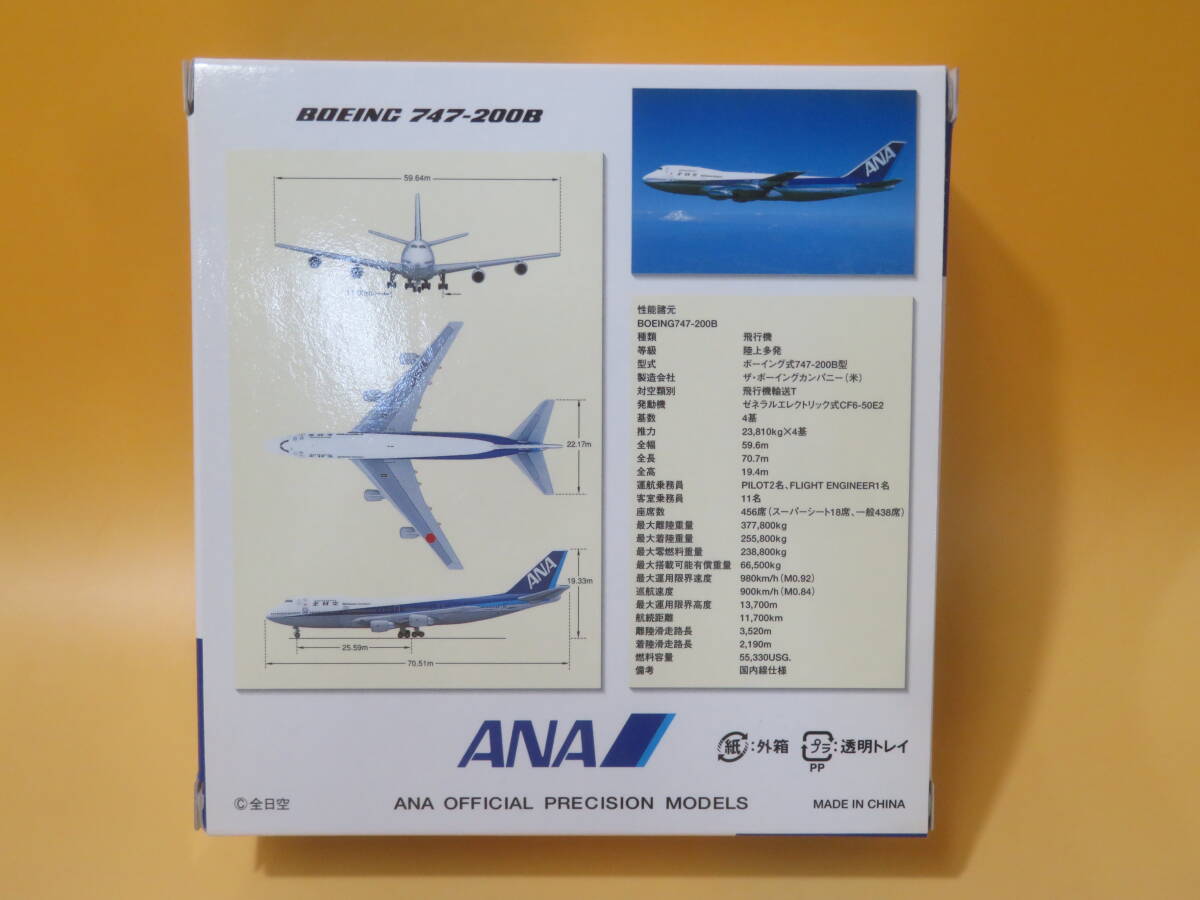 BOEING 747-200B
59.64m
22.17m
ANA
19.33m
25.59m
70.51m
ANA
性能諸元
BOEING747-200B
種類 飛行機
等級 陸上多発
型式 ボーイング式747-200B型
製造会社 ザ・ボーイングカンパニー(米)
対空類別 飛行機輸送T
発動機 ゼネラルエレクトリック式CF6-50E2
基数 4基
推力 23,810kg×4基
全幅 59.6m
全長 70.7m
全高 19.4m
運航乗務員 PILOT2名、FLIGHT ENGINEER1名
客室乗務員 11名
座席数 456席(スーパーシート18席、一般438席)
最大離陸重量 377,800kg
最大着陸重量 255,800kg
最大零燃料重量 238,800kg
最大搭載可能有償重量 66,500kg
最大運用限界速度 980km/h(M0.92)
巡航速度 900km/h(M0.84)
最大運用限界高度 13,700m
航続距離 11,700km
離陸滑走路長 3,520m
着陸滑走路長 2,190m
燃料容量 55,330USG.
備考 国内線仕様
ANA
紙:外箱
プラ:透明トレイ
PP
©全日空
ANA OFFICIAL PRECISION MODELS
MADE IN CHINA